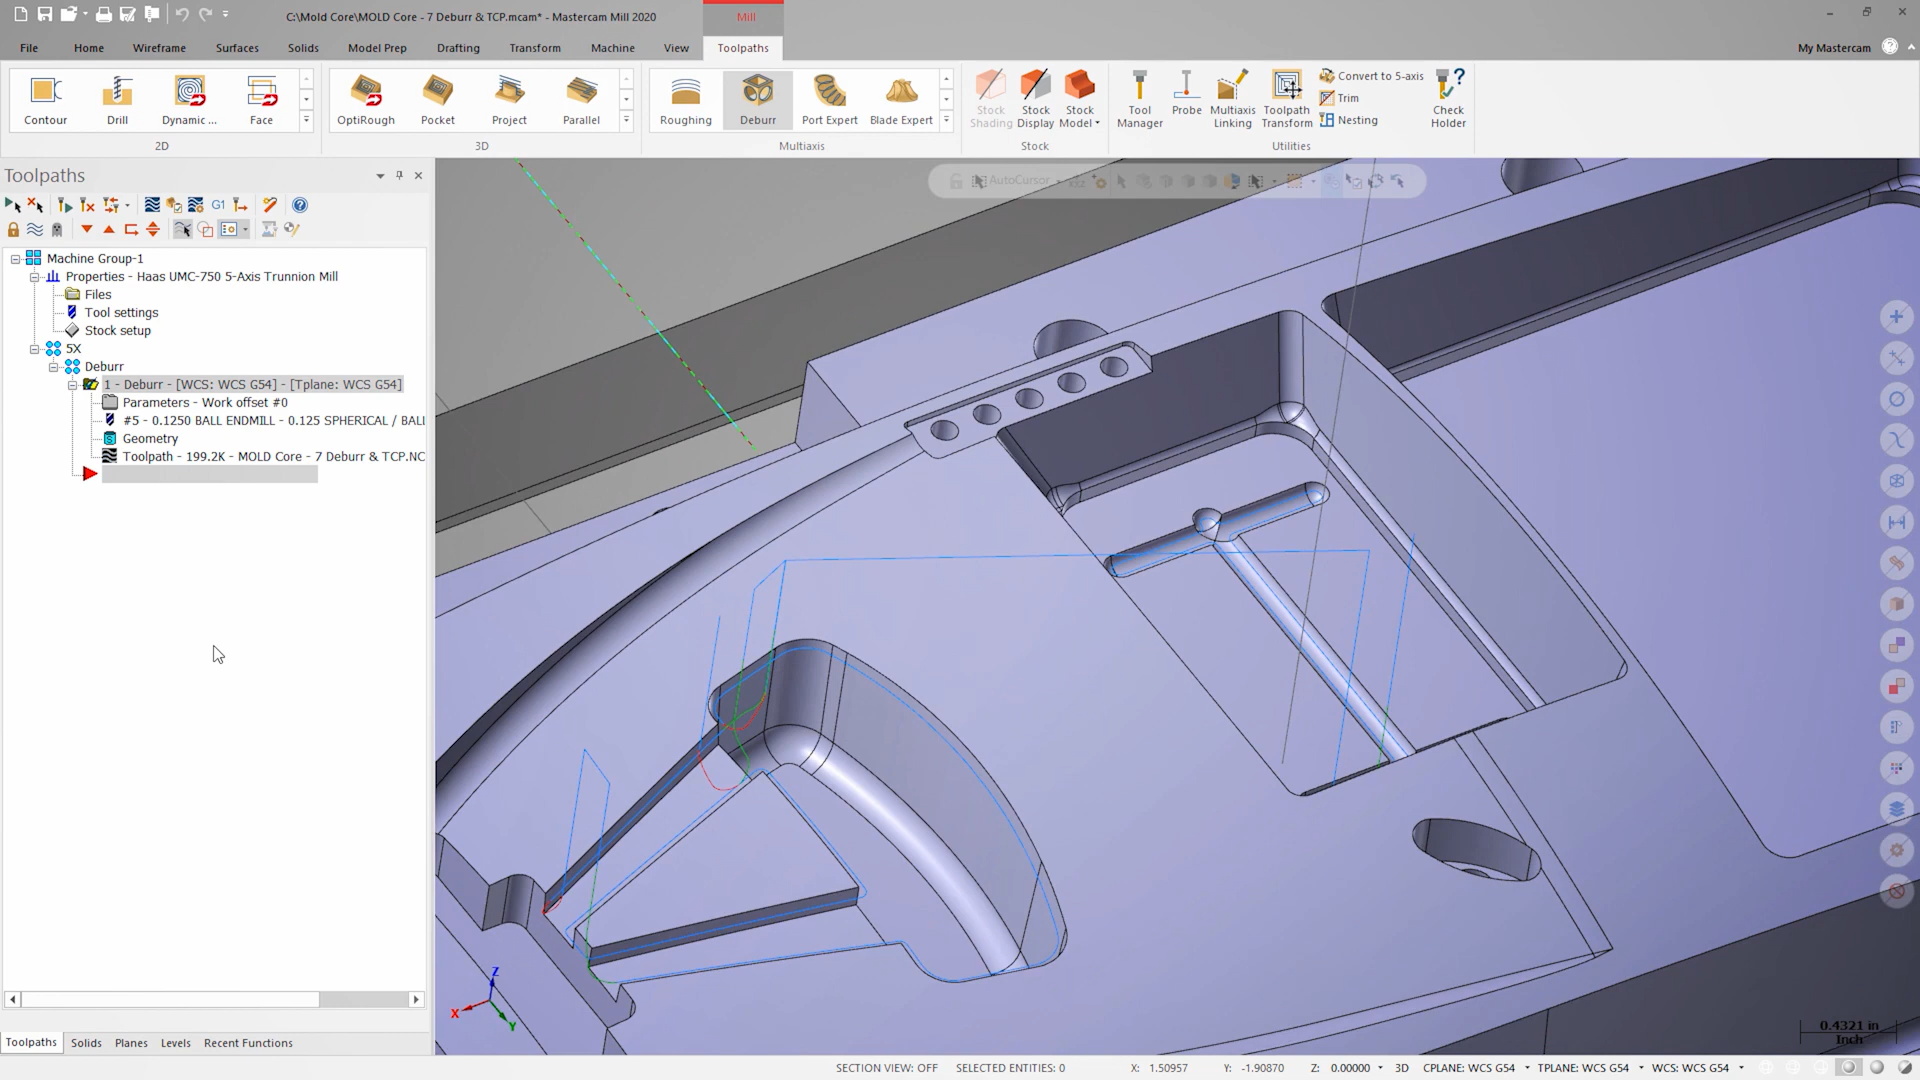 C:\Mold Core\MOLD Core - 7 Deburr & TCP.mcam* - Mastercam Mill 2020
Mill
File
Home
Wireframe
Surfaces
Solids
Model Prep
Drafting
Transform
Machine
View
Toolpaths
My Mastercam
Contour
Drill
Dynamic ...
Face
2D
OptiRough
Pocket
Project
Parallel
3D
Roughing
Deburr
Port Expert
Blade Expert
Multiaxis
Stock Shading
Stock Display
Stock Model
Stock
Tool Manager
Probe
Multiaxis Linking
Toolpath Transform
Convert to 5-axis
Trim
Nesting
Check Holder
Utilities
Toolpaths
G1
AutoCursor
Machine Group-1
Properties - Haas UMC-750 5-Axis Trunnion Mill
Files
Tool settings
Stock setup
5X
Deburr
1 - Deburr - [WCS: WCS G54] - [Tplane: WCS G54]
Parameters - Work offset #0
#5 - 0.1250 BALL ENDMILL - 0.125 SPHERICAL / BALL
Geometry
Toolpath - 199.2K - MOLD Core - 7 Deburr & TCP.NC
Z
X
Y
0.4321 in
Inch
Toolpaths
Solids
Planes
Levels
Recent Functions
SECTION VIEW: OFF
SELECTED ENTITIES: 0
X: 1.50957
Y: -1.90870
Z: 0.00000
3D
CPLANE: WCS G54
TPLANE: WCS G54
WCS: WCS G54